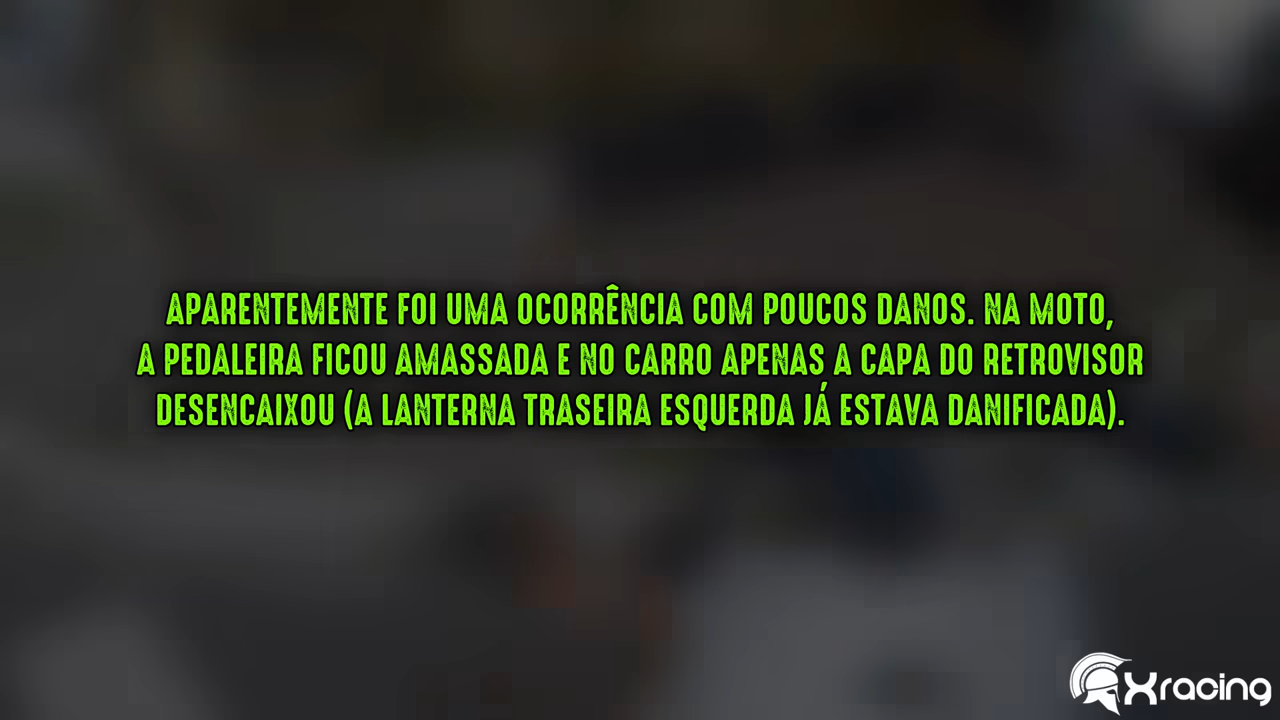 APARENTEMENTE FOI UMA OCORRÊNCIA COM POUCOS DANOS. NA MOTO,
A PEDALEIRA FICOU AMASSADA E NO CARRO APENAS A CAPA DO RETROVISOR
DESENCAIXOU (A LANTERNA TRASEIRA ESQUERDA JÁ ESTAVA DANIFICADA).
Xracing